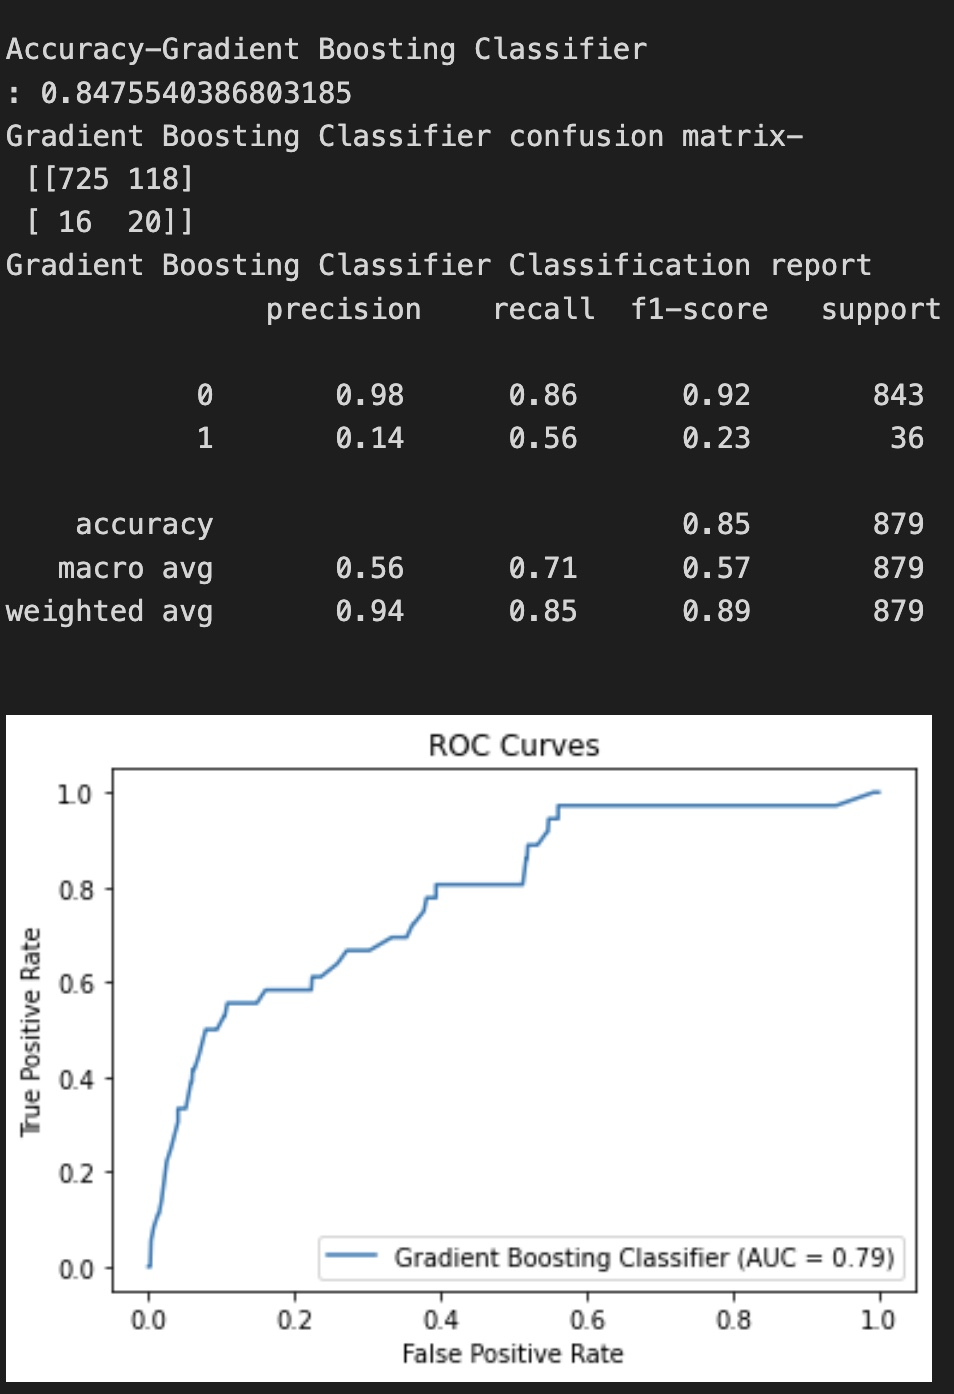 Accuracy-Gradient Boosting Classifier
: 0.8475540386803185
Gradient Boosting Classifier confusion matrix-
[[725 118]
[ 16 20]]
Gradient Boosting Classifier Classification report
precision recall f1-score support
0 0.98 0.86 0.92 843
1 0.14 0.56 0.23 36
accuracy 0.85 879
macro avg 0.56 0.71 0.57 879
weighted avg 0.94 0.85 0.89 879
ROC Curves
True Positive Rate
1.0
0.8
0.6
0.4
0.2
0.0
Gradient Boosting Classifier (AUC = 0.79)
0.0 0.2 0.4 0.6 0.8 1.0
False Positive Rate